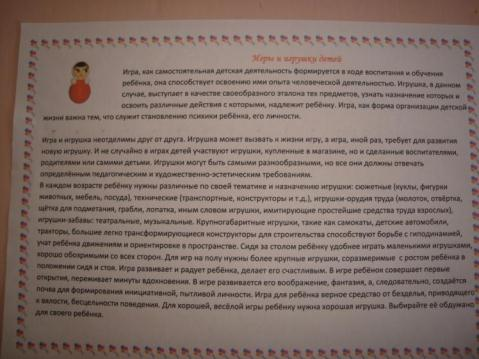 Игры и игрушки детей
Игра, как самостоятельная детская деятельность формируется в ходе воспитания и обучения
ребёнка, она способствует освоению ими опыта человеческой деятельностью. Игрушка, в данном
случае, выступает в качестве своеобразного эталона тех предметов, узнать назначение которых и
освоить различные действия с которыми, надлежит ребёнку. Игра, как форма организации детской
жизни важна тем, что служит становлению психики ребёнка, его личности.
Игра и игрушка неотделимы друг от друга. Игрушка может вызвать к жизни игру, а игра, иной раз, требует для развития
новую игрушку. И не случайно в играх детей участвуют игрушки, купленные в магазине, но и сделанные воспитателями,
родителями или самими детьми. Игрушки могут быть самыми разнообразными, но все они должны отвечать
определённым педагогическим и художественно-эстетическим требованиям.
В каждом возрасте ребёнку нужны различные по своей тематике и назначению игрушки: сюжетные (куклы, фигурки
животных, мебель, посуда), технические (транспортные, конструкторы и т.д.), игрушки-орудия труда (молоток, отвёртка,
щётка для подметания, грабли, лопатка, иным словом игрушки, имитирующие простейшие средства труда взрослых),
игрушки-забавы: театральные, музыкальные. Крупногабаритные игрушки, такие как самокаты, детские автомобили,
тракторы, большие легко трансформирующиеся конструкторы для строительства способствуют борьбе с гиподинамией,
учат ребёнка движениям и ориентировке в пространстве. Сидя за столом ребёнку удобнее играть маленькими игрушками,
хорошо обозримыми со всех сторон. Для игр на полу нужны более крупные игрушки, соразмеримые с ростом ребёнка в
положении сидя и стоя. Игра развивает и радует ребёнка, делает его счастливым. В игре ребёнок совершает первые
открытия, переживает минуты вдохновения. В игре развивается его воображение, фантазия, а, следовательно, создаётся
почва для формирования инициативной, пытливой личности. Игра для ребёнка верное средство от безделья, приводящего
к вялости, бесцельности поведения. Для хорошей, весёлой игры ребёнку нужна хорошая игрушка. Выбирайте её обдумано
для своего ребёнка.